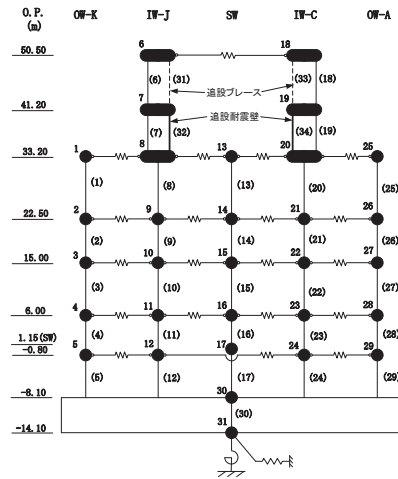 O.P. OW-K IW-J SW IW-C OW-A
(m)
50.50 6 18
(6) (31) (33) (18)
追設ブレース
41.20 7 19
追設耐震壁
(7) (32) (34) (19)
33.20 1 8 13 20 25
(1) (8) (13) (20) (25)
22.50 2 9 14 21 26
(2) (9) (14) (21) (26)
15.00 3 10 15 22 27
(3) (10) (15) (22) (27)
6.00 4 11 16 23 28
(4) (11) (16) (23) (28)
1.15(SW) 17
-0.80 5 12 24 29
(5) (12) (17) (24) (29)
-8.10 30
(30)
-14.10 31